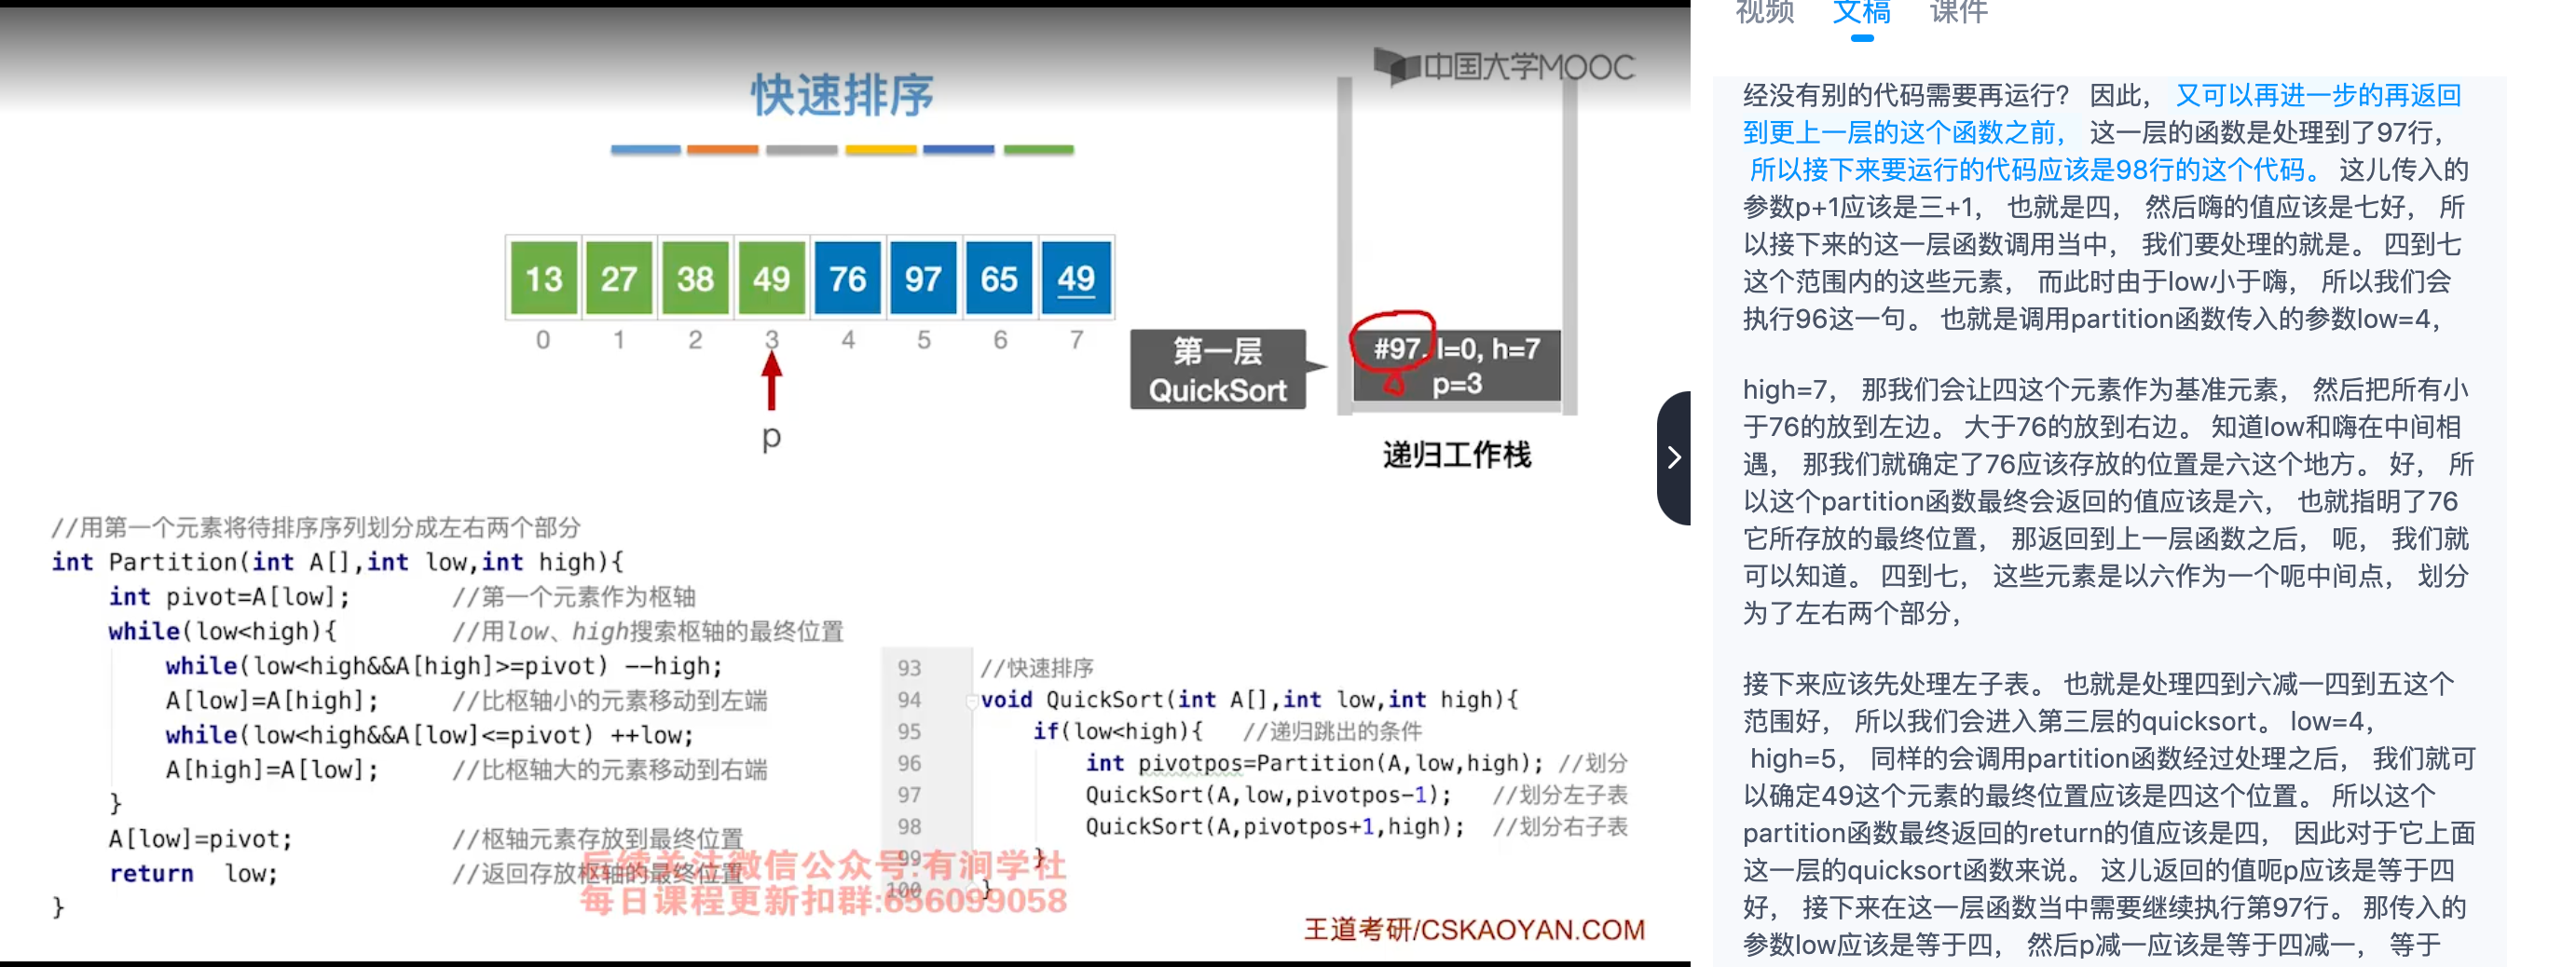 中国大学MOOC
快速排序
13 27 38 49 76 97 65 49
0 1 2 3 4 5 6 7
p
第一层
QuickSort
#97, l=0, h=7
p=3
递归工作栈
//用第一个元素将待排序序列划分成左右两个部分
int Partition(int A[],int low,int high){
int pivot=A[low]; //第一个元素作为枢轴
while(low<high){ //用low、high搜索枢轴的最终位置
while(low<high&&A[high]>=pivot) --high;
A[low]=A[high]; //比枢轴小的元素移动到左端
while(low<high&&A[low]<=pivot) ++low;
A[high]=A[low]; //比枢轴大的元素移动到右端
}
A[low]=pivot; //枢轴元素存放到最终位置
return low; //返回存放枢轴的最终位置
}
93 //快速排序
94 void QuickSort(int A[],int low,int high){
95 if(low<high){ //递归跳出的条件
96 int pivotpos=Partition(A,low,high); //划分
97 QuickSort(A,low,pivotpos-1); //划分左子表
98 QuickSort(A,pivotpos+1,high); //划分右子表
99 }
100 }
后续关注微信公众号:有涧学社
每日课程更新扣群:656099058
王道考研/CSKAOYAN.COM
视频 文稿 课件
经没有别的代码需要再运行? 因此, 又可以再进一步的再返回
到更上一层的这个函数之前, 这一层的函数是处理到了97行,
所以接下来要运行的代码应该是98行的这个代码。 这儿传入的
参数p+1应该是三+1, 也就是四, 然后嗨的值应该是七好, 所
以接下来的这一层函数调用当中, 我们要处理的就是。 四到七
这个范围内的这些元素, 而此时由于low小于嗨, 所以我们会
执行96这一句。 也就是调用partition函数传入的参数low=4,
high=7, 那我们会让四这个元素作为基准元素, 然后把所有小
于76的放到左边。 大于76的放到右边。 知道low和嗨在中间相
遇, 那我们就确定了76应该存放的位置是六这个地方。 好, 所
以这个partition函数最终会返回的值应该是六, 也就指明了76
它所存放的最终位置, 那返回到上一层函数之后, 呃, 我们就
可以知道。 四到七, 这些元素是以六作为一个呃中间点, 划分
为了左右两个部分,
接下来应该先处理左子表。 也就是处理四到六减一四到五这个
范围好, 所以我们会进入第三层的quicksort。 low=4,
high=5, 同样的会调用partition函数经过处理之后, 我们就可
以确定49这个元素的最终位置应该是四这个位置。 所以这个
partition函数最终返回的return的值应该是四, 因此对于它上面
这一层的quicksort函数来说。 这儿返回的值呃p应该是等于四
好, 接下来在这一层函数当中需要继续执行第97行。 那传入的
参数low应该是等于四, 然后p减一应该是等于四减一, 等于